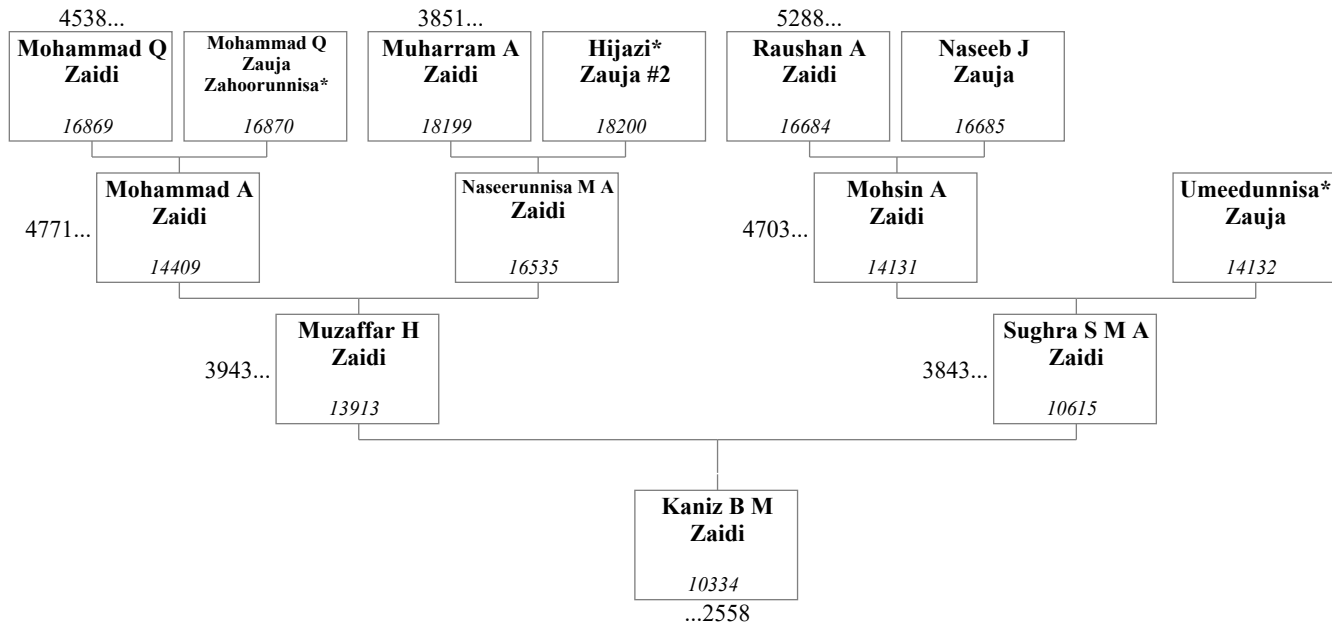 4538...
3851...
5288...
Mohammad Q
Zaidi
16869
Mohammad Q
Zauja
Zahoorunnisa*
16870
Muharram A
Zaidi
18199
Hijazi*
Zauja #2
18200
Raushan A
Zaidi
16684
Naseeb J
Zauja
16685
4771...
Mohammad A
Zaidi
14409
Naseerunnisa M A
Zaidi
16535
4703...
Mohsin A
Zaidi
14131
Umeedunnisa*
Zauja
14132
3943...
Muzaffar H
Zaidi
13913
3843...
Sughra S M A
Zaidi
10615
Kaniz B M
Zaidi
10334
...2558